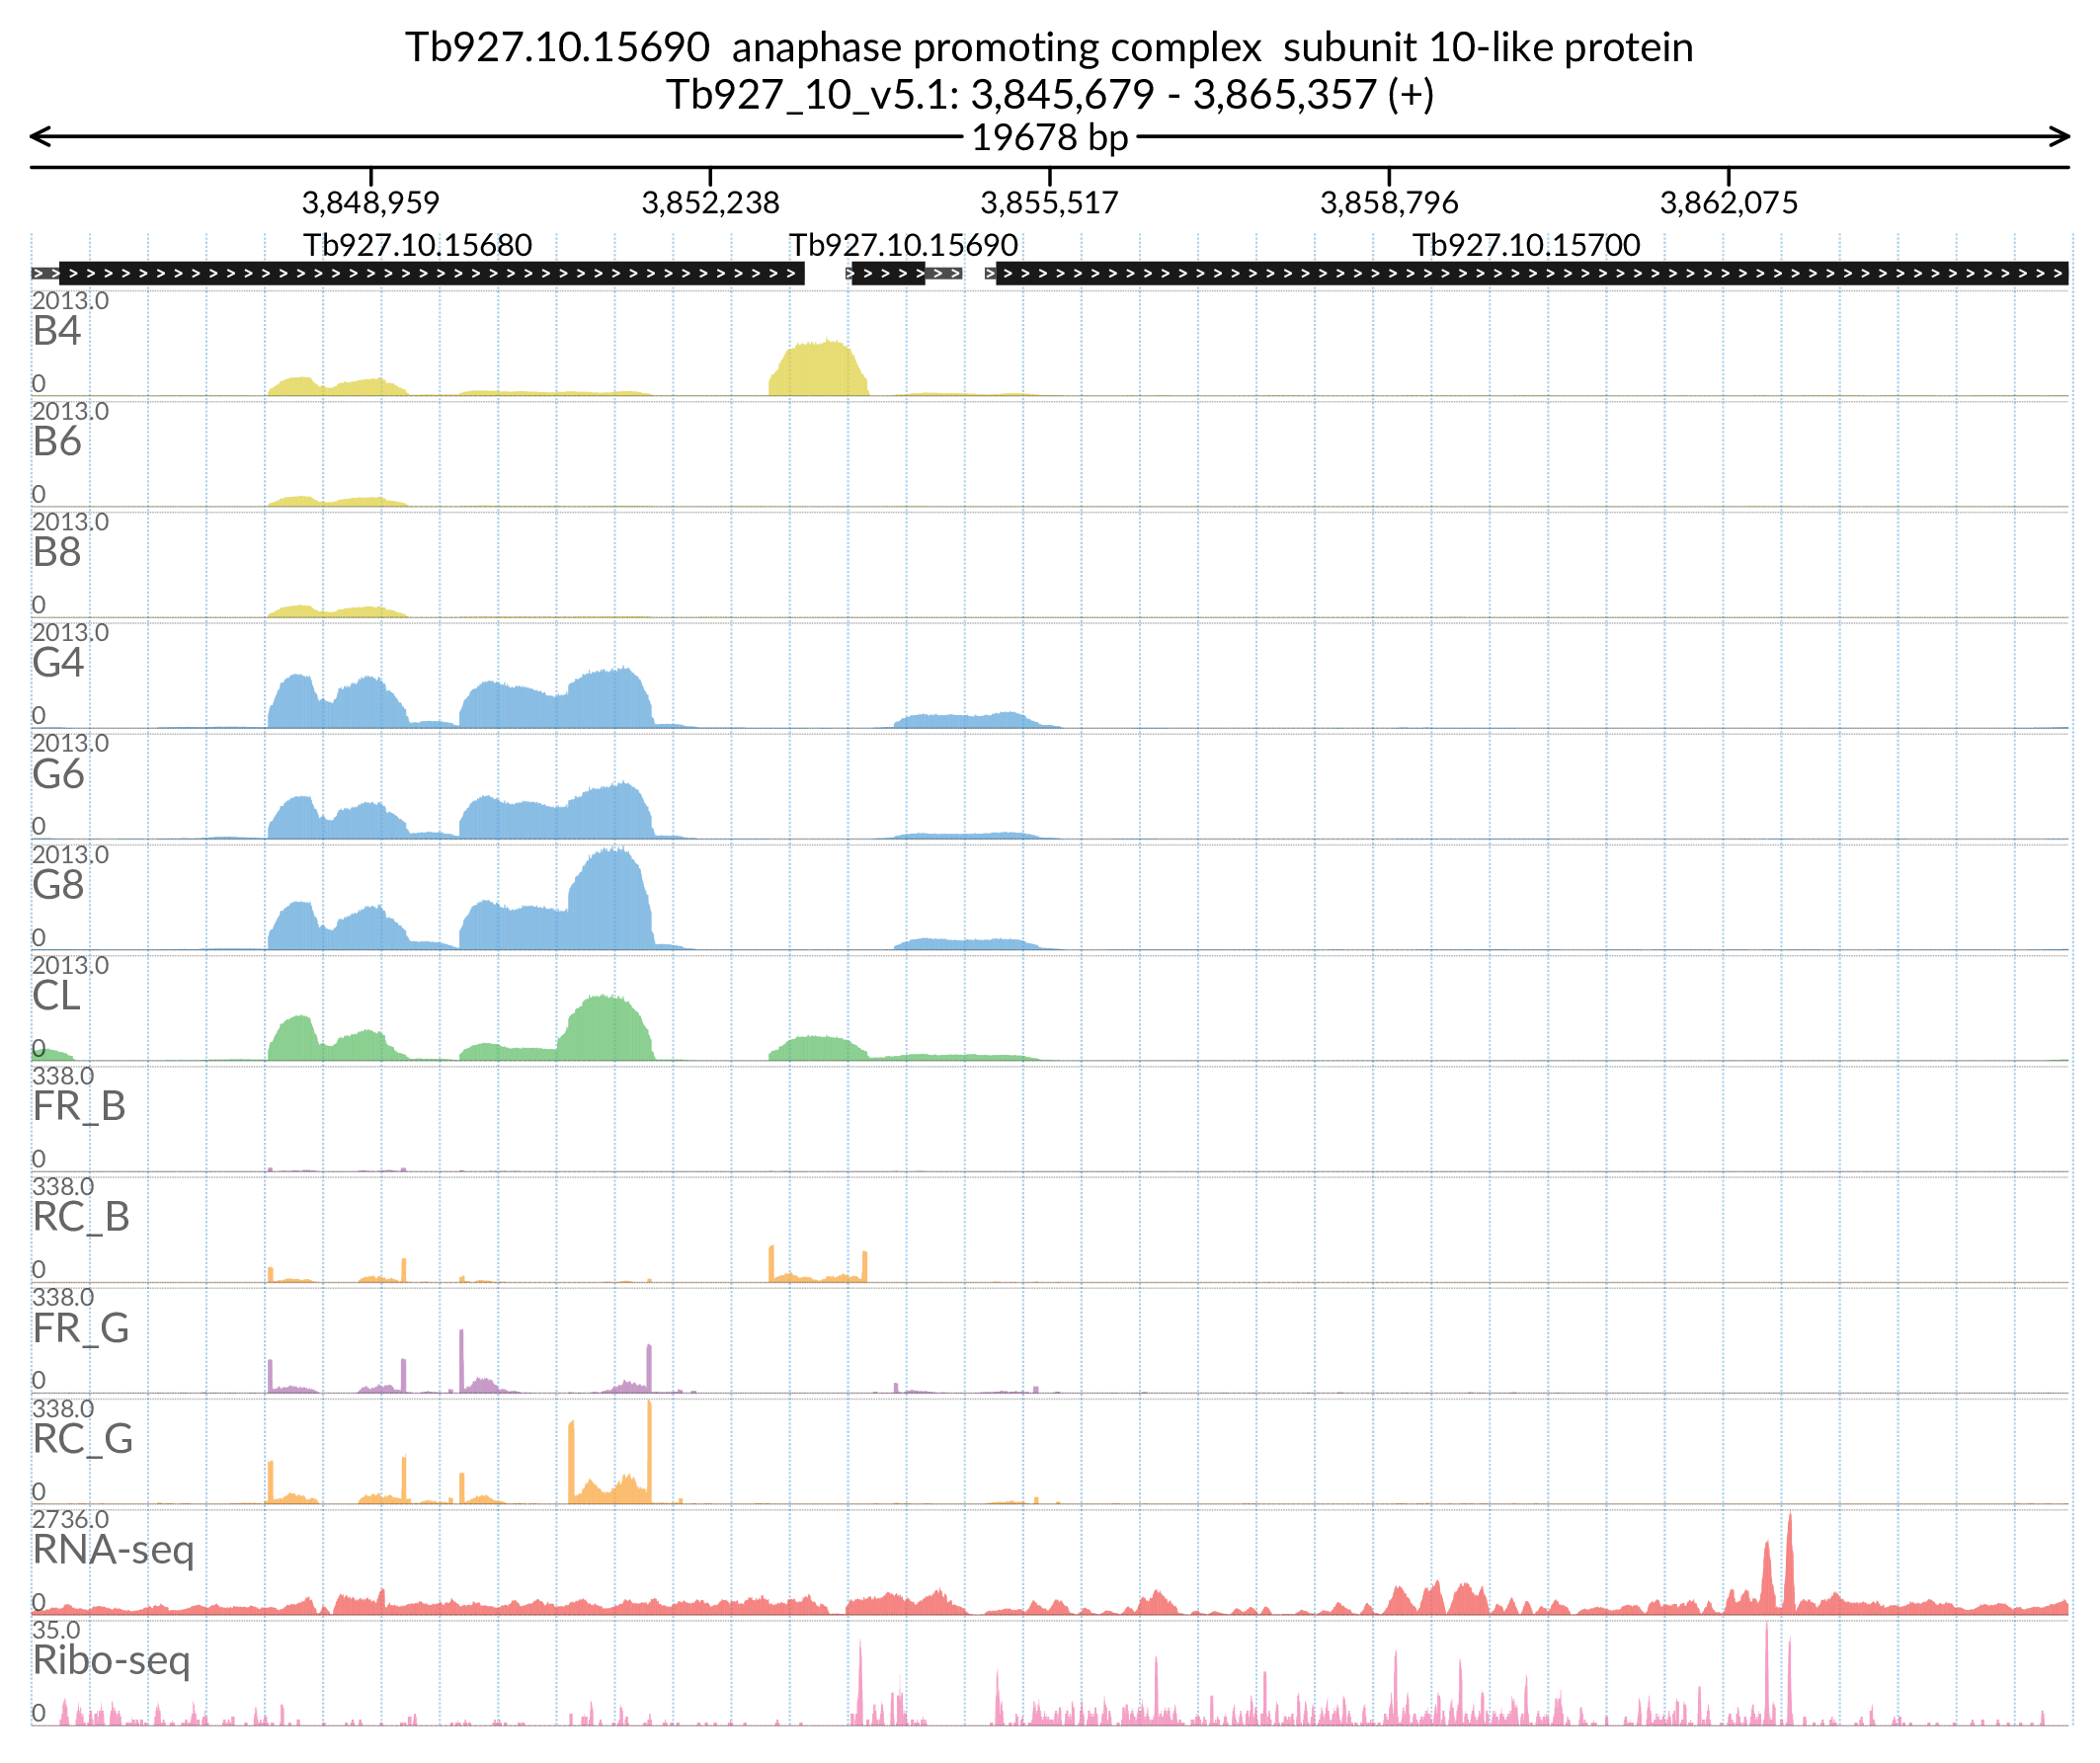 Tb927.10.15690 anaphase promoting complex subunit 10-like protein
Tb927_10_v5.1: 3,845,679 - 3,865,357 (+)
19678 bp
3,848,959 3,852,238 3,855,517 3,858,796 3,862,075
Tb927.10.15680 Tb927.10.15690 Tb927.10.15700
2013.0
B4
0
2013.0
B6
0
2013.0
B8
0
2013.0
G4
0
2013.0
G6
0
2013.0
G8
0
2013.0
CL
0
338.0
FR_B
0
338.0
RC_B
0
338.0
FR_G
0
338.0
RC_G
0
2736.0
RNA-seq
0
35.0
Ribo-seq
0